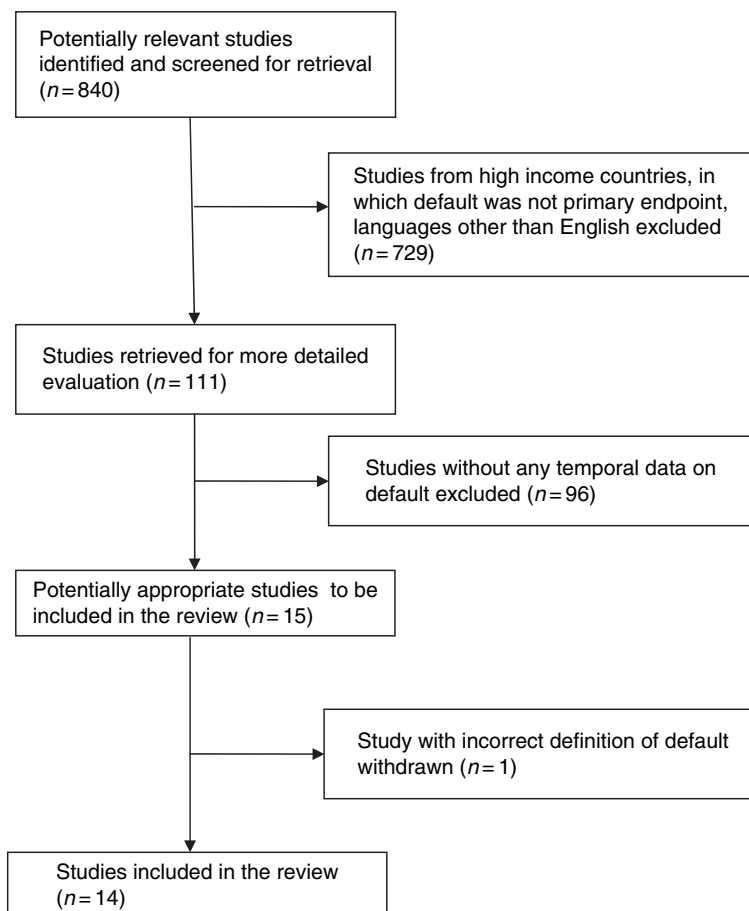 Potentially relevant studies
identified and screened for retrieval
(n=840)
Studies from high income countries, in
which default was not primary endpoint,
languages other than English excluded
(n=729)
Studies retrieved for more detailed
evaluation (n=111)
Studies without any temporal data on
default excluded (n=96)
Potentially appropriate studies to be
included in the review (n=15)
Study with incorrect definition of default
withdrawn (n=1)
Studies included in the review
(n=14)